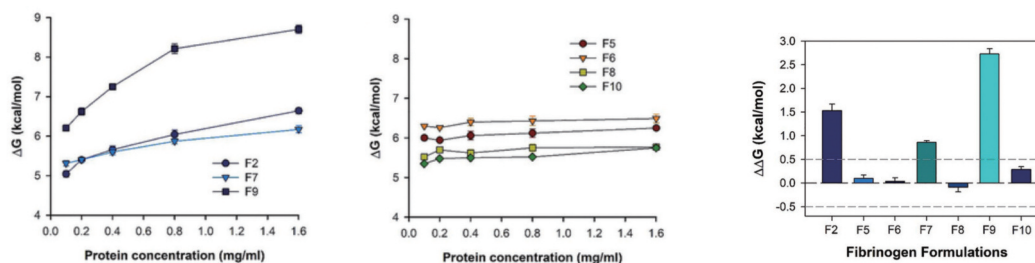 9
8
7
6
5
4
ΔG (kcal/mol)
F2
F7
F9
0.0 0.2 0.4 0.6 0.8 1.0 1.2 1.4 1.6
Protein concentration (mg/ml)
9
8
7
6
5
4
ΔG (kcal/mol)
F5
F6
F8
F10
0.0 0.2 0.4 0.6 0.8 1.0 1.2 1.4 1.6
Protein concentration (mg/ml)
3.0
2.5
2.0
1.5
1.0
0.5
0.0
-0.5
ΔΔG (kcal/mol)
F2 F5 F6 F7 F8 F9 F10
Fibrinogen Formulations